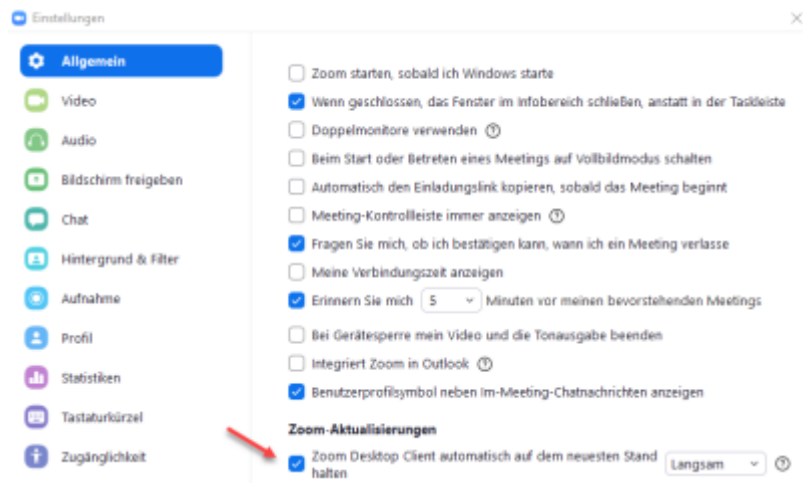 Einstellungen
Allgemein
Video
Audio
Bildschirm freigeben
Chat
Hintergrund & Filter
Aufnahme
Profil
Statistiken
Tastaturkürzel
Zugänglichkeit
Zoom starten, sobald ich Windows starte
Wenn geschlossen, das Fenster im Infobereich schließen, anstatt in der Taskleiste
Doppelmonitore verwenden ?
Beim Start oder Betreten eines Meetings auf Vollbildmodus schalten
Automatisch den Einladungslink kopieren, sobald das Meeting beginnt
Meeting-Kontrollleiste immer anzeigen ?
Fragen Sie mich, ob ich bestätigen kann, wann ich ein Meeting verlasse
Meine Verbindungszeit anzeigen
Erinnern Sie mich 5 Minuten vor meinen bevorstehenden Meetings
Bei Gerätesperre mein Video und die Tonausgabe beenden
Integriert Zoom in Outlook ?
Benutzerprofilsymbol neben Im-Meeting-Chatnachrichten anzeigen
Zoom-Aktualisierungen
Zoom Desktop Client automatisch auf dem neuesten Stand Langsam ?
halten